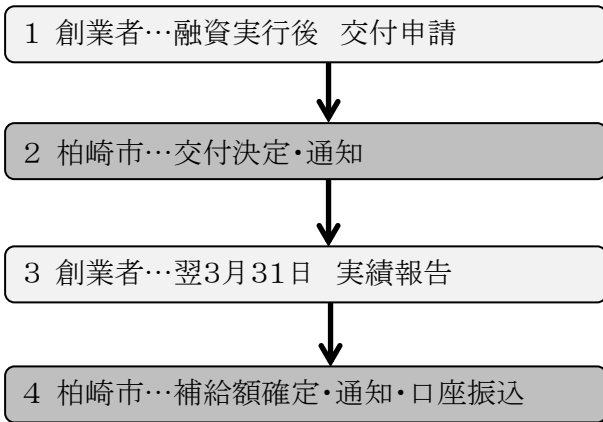 1 創業者…融資実行後 交付申請
2 柏崎市…交付決定・通知
3 創業者…翌3月31日 実績報告
4 柏崎市…補給額確定・通知・口座振込